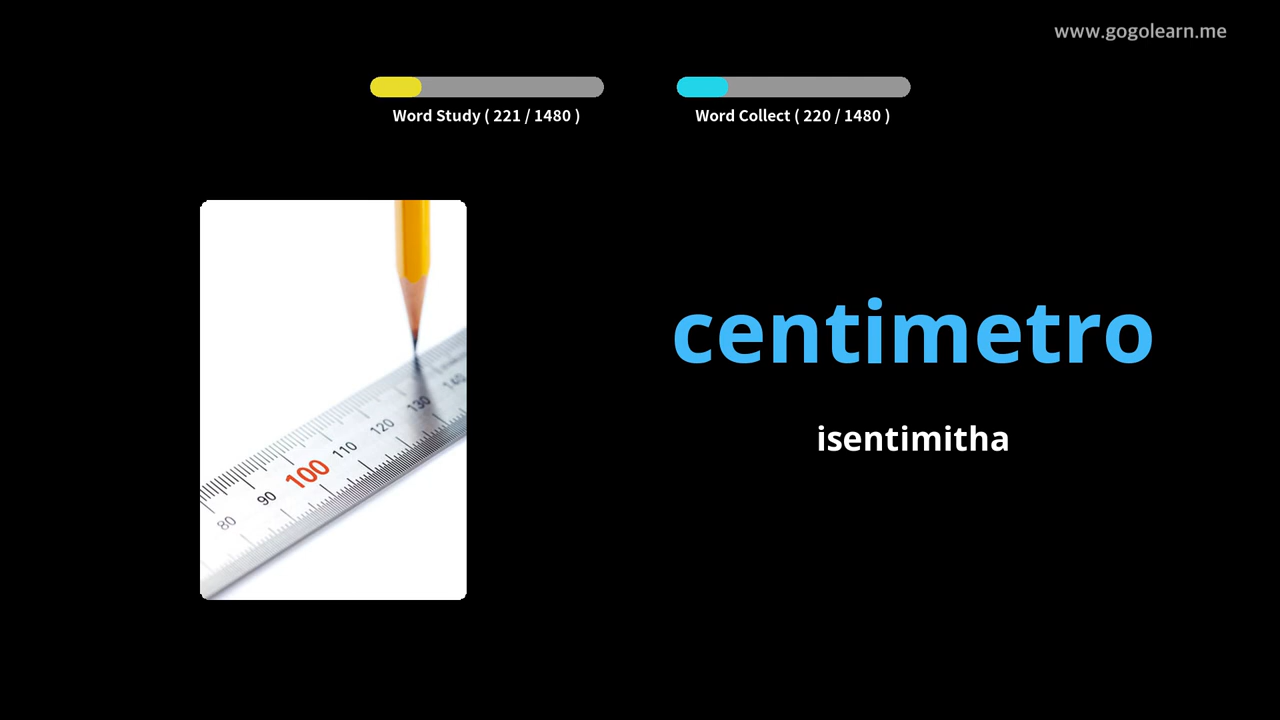 www.gogolearn.me
Word Study ( 221 / 1480 )
Word Collect ( 220 / 1480 )
centimetro
isentimitha
80
90
100
110
120
130
140